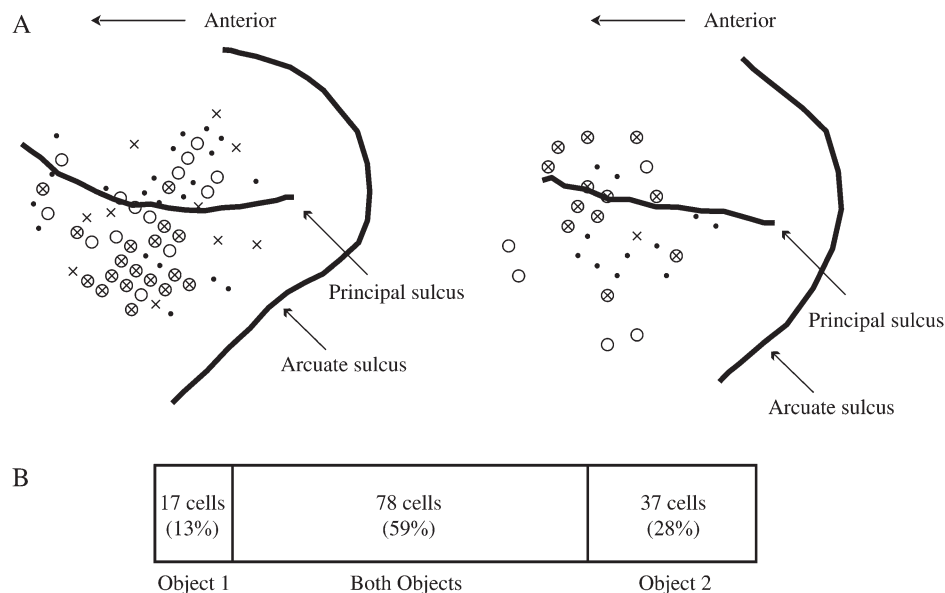 A
Anterior
Anterior
Principal sulcus
Arcuate sulcus
Principal sulcus
Arcuate sulcus
B
17 cells
(13%)
78 cells
(59%)
37 cells
(28%)
Object 1
Both Objects
Object 2